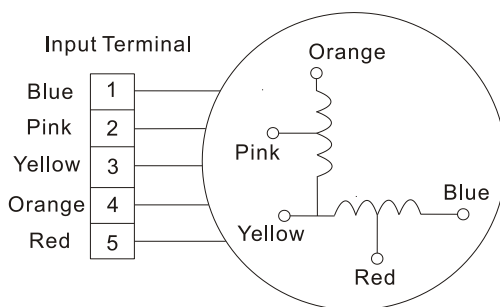 Input Terminal
Blue 1
Pink 2
Yellow 3
Orange 4
Red 5
Orange
Pink
Blue
Yellow
Red